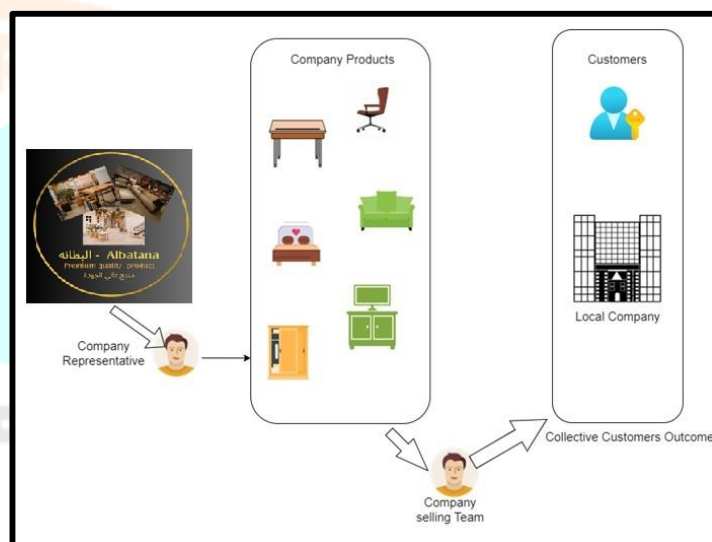 Company Products
Customers
البطانه - Albatana
Premium quality product
منتج عالي الجودة
Local Company
Company
Representative
Collective Customers Outcome
Company
selling Team